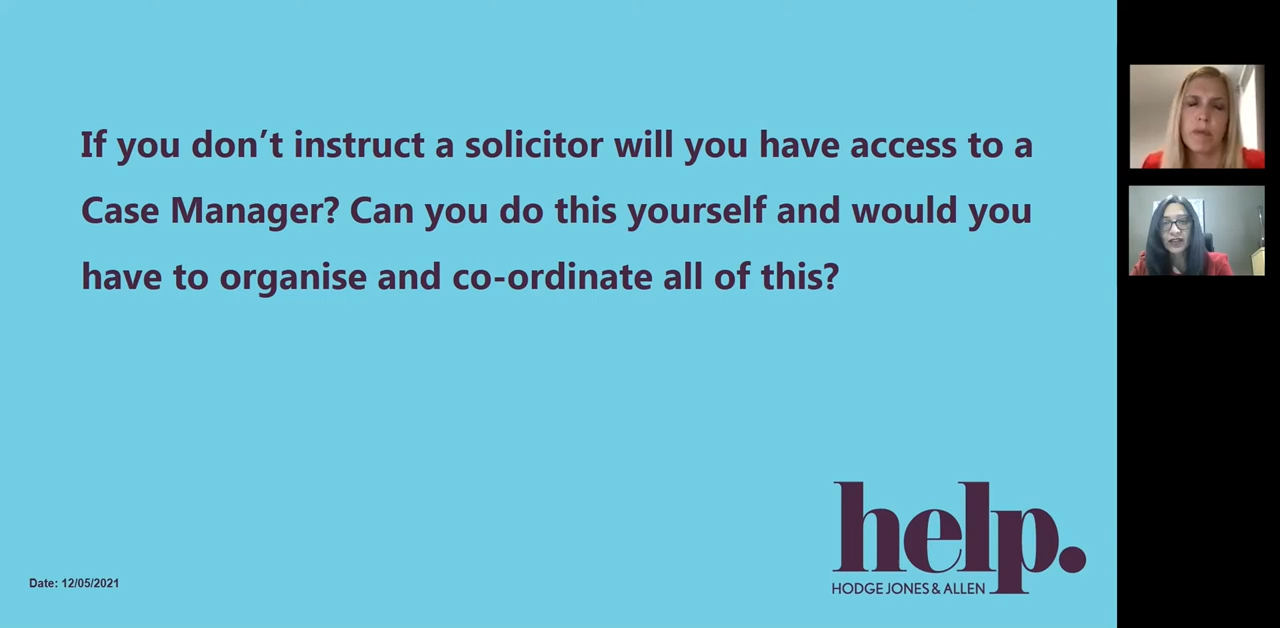 If you don’t instruct a solicitor will you have access to a
Case Manager? Can you do this yourself and would you
have to organise and co-ordinate all of this?
help.
HODGE JONES & ALLEN
Date: 12/05/2021